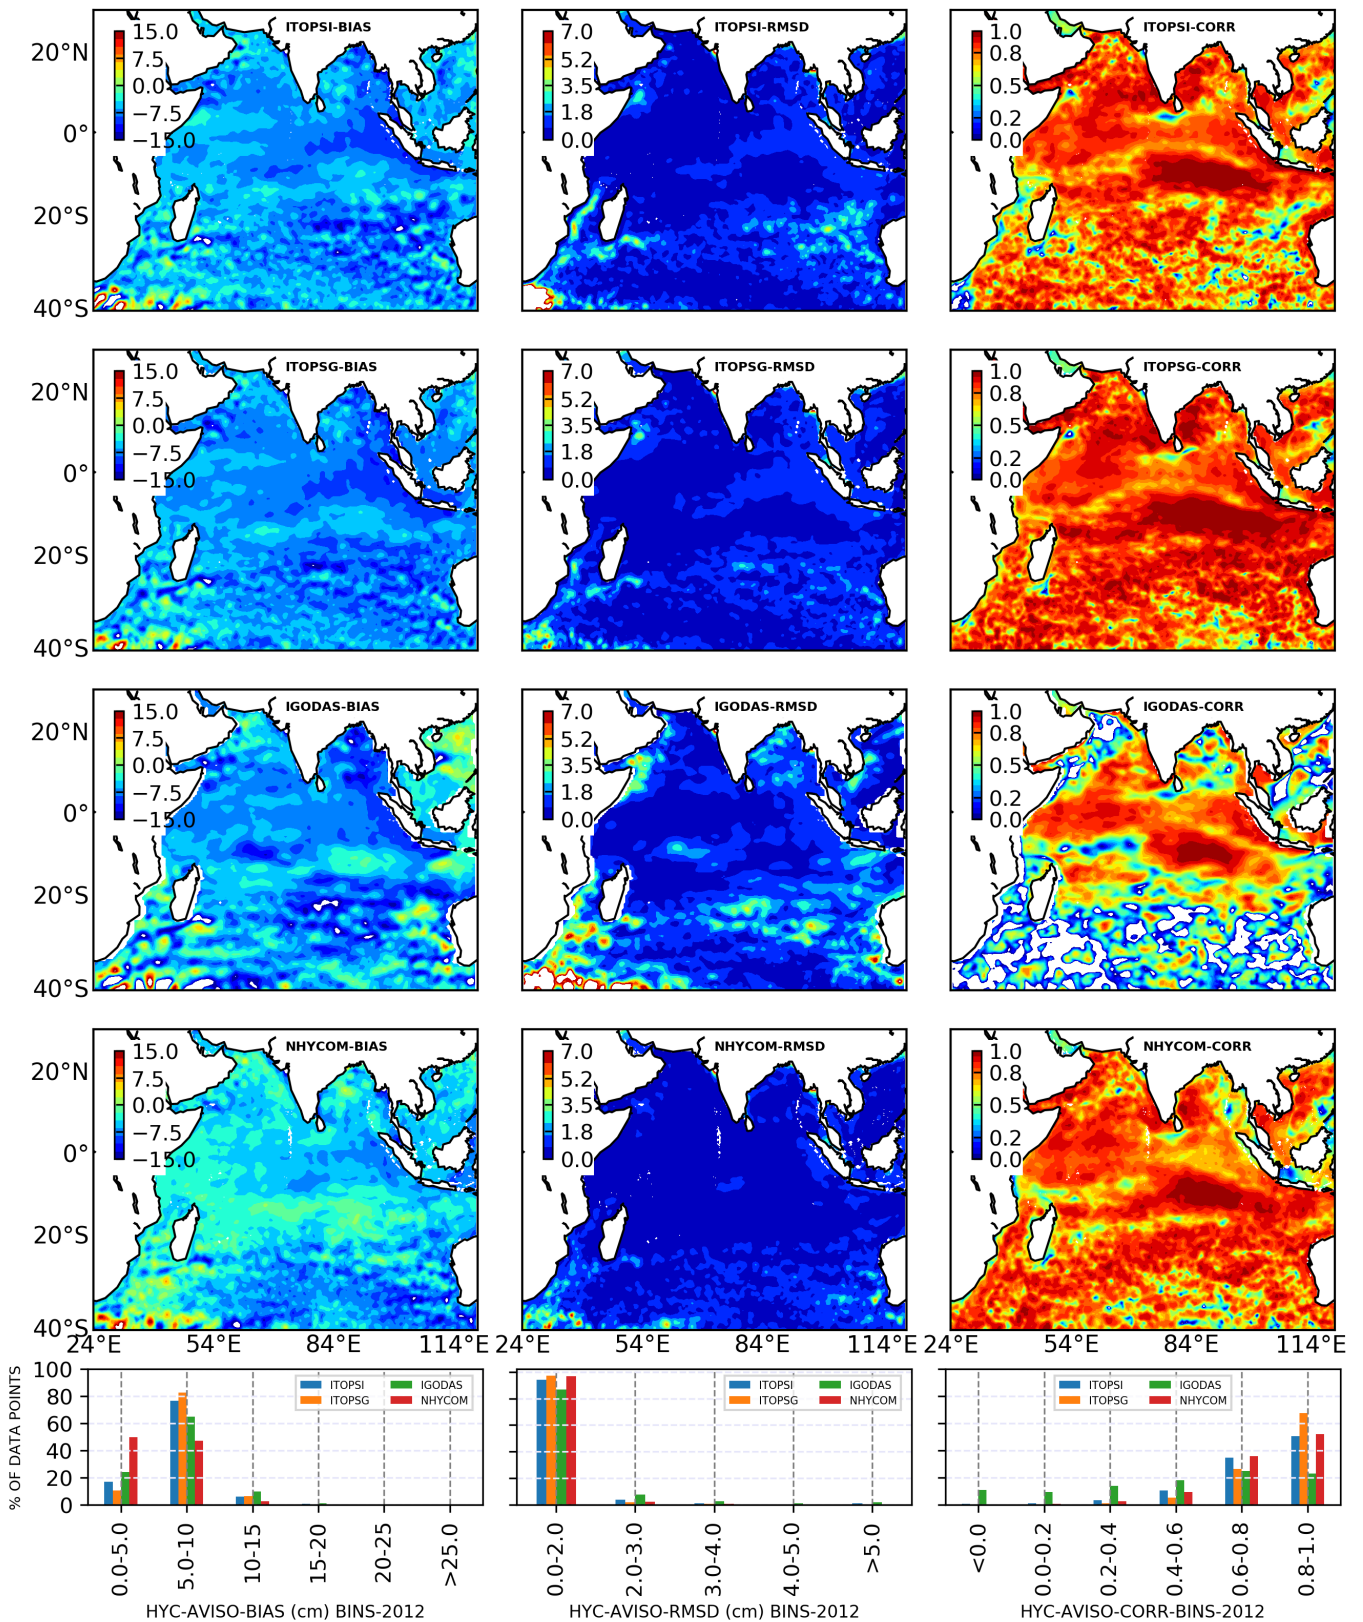 ITOPSI-BIAS
15.0
7.5
0.0
−7.5
−15.0
20°N
0°
20°S
40°S
ITOPSI-RMSD
7.0
5.2
3.5
1.8
0.0
ITOPSI-CORR
1.0
0.8
0.5
0.2
0.0
ITOPSG-BIAS
15.0
7.5
0.0
−7.5
−15.0
20°N
0°
20°S
40°S
ITOPSG-RMSD
7.0
5.2
3.5
1.8
0.0
ITOPSG-CORR
1.0
0.8
0.5
0.2
0.0
IGODAS-BIAS
15.0
7.5
0.0
−7.5
−15.0
20°N
0°
20°S
40°S
IGODAS-RMSD
7.0
5.2
3.5
1.8
0.0
IGODAS-CORR
1.0
0.8
0.5
0.2
0.0
NHYCOM-BIAS
15.0
7.5
0.0
−7.5
−15.0
20°N
0°
20°S
40°S
24°E 54°E 84°E 114°E
NHYCOM-RMSD
7.0
5.2
3.5
1.8
0.0
24°E 54°E 84°E 114°E
NHYCOM-CORR
1.0
0.8
0.5
0.2
0.0
24°E 54°E 84°E 114°E
% OF DATA POINTS
100
80
60
40
20
0
ITOPSI IGODAS
ITOPSG NHYCOM
0.0-5.0 5.0-10 10-15 15-20 20-25 >25.0
HYC-AVISO-BIAS (cm) BINS-2012
ITOPSI IGODAS
ITOPSG NHYCOM
0.0-2.0 2.0-3.0 3.0-4.0 4.0-5.0 >5.0
HYC-AVISO-RMSD (cm) BINS-2012
ITOPSI IGODAS
ITOPSG NHYCOM
<0.0 0.0-0.2 0.2-0.4 0.4-0.6 0.6-0.8 0.8-1.0
HYC-AVISO-CORR-BINS-2012